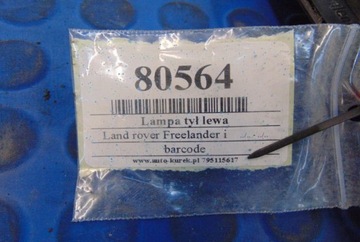 80564
Lampa tył lewa
Land rover Freelander i
barcode
www.auto-kurek.pl 795115617